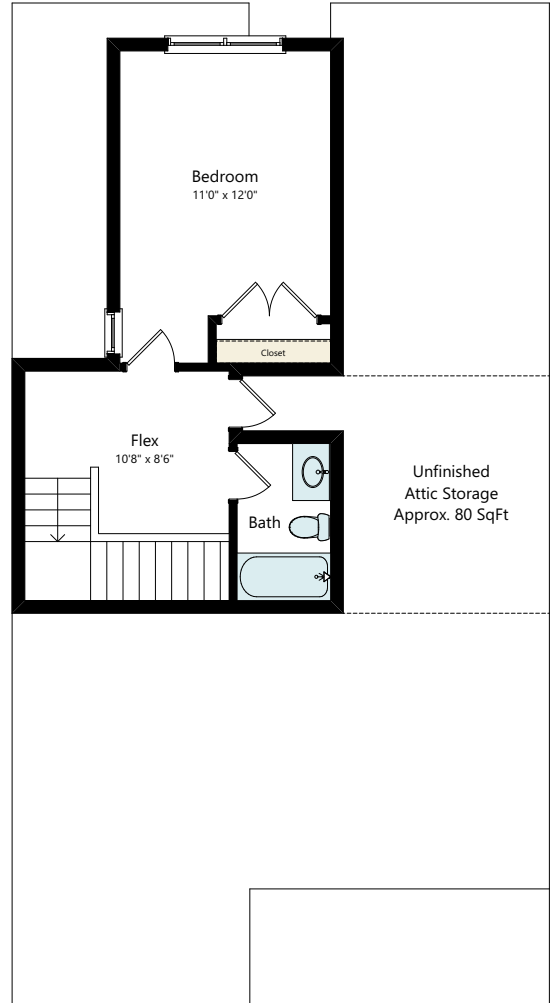 Bedroom
11'0" x 12'0"
Closet
Flex
10'8" x 8'6"
Bath
Unfinished
Attic Storage
Approx. 80 SqFt